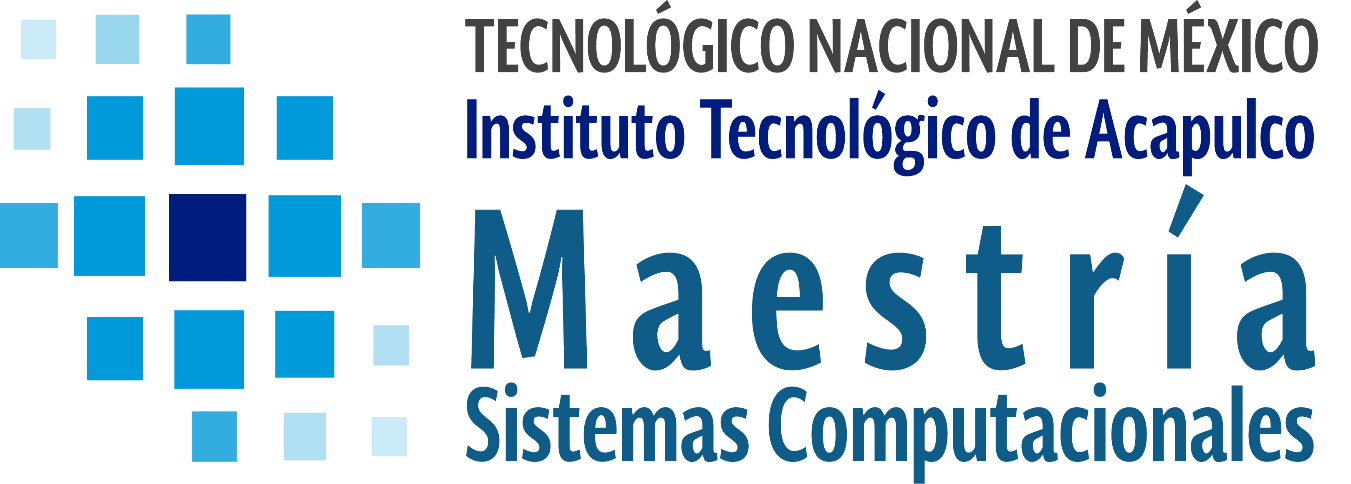 TECNOLÓGICO NACIONAL DE MÉXICO
Instituto Tecnológico de Acapulco
Maestría
Sistemas Computacionales